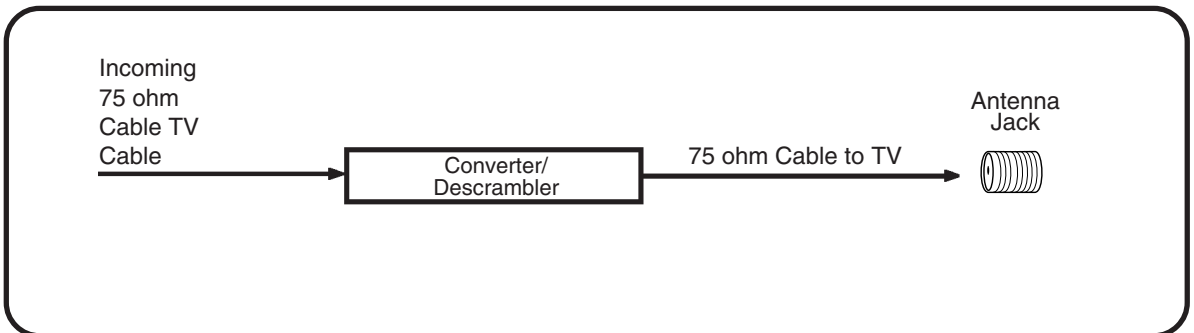 Incoming
75 ohm
Cable TV
Cable
Converter/
Descrambler
75 ohm Cable to TV
Antenna
Jack